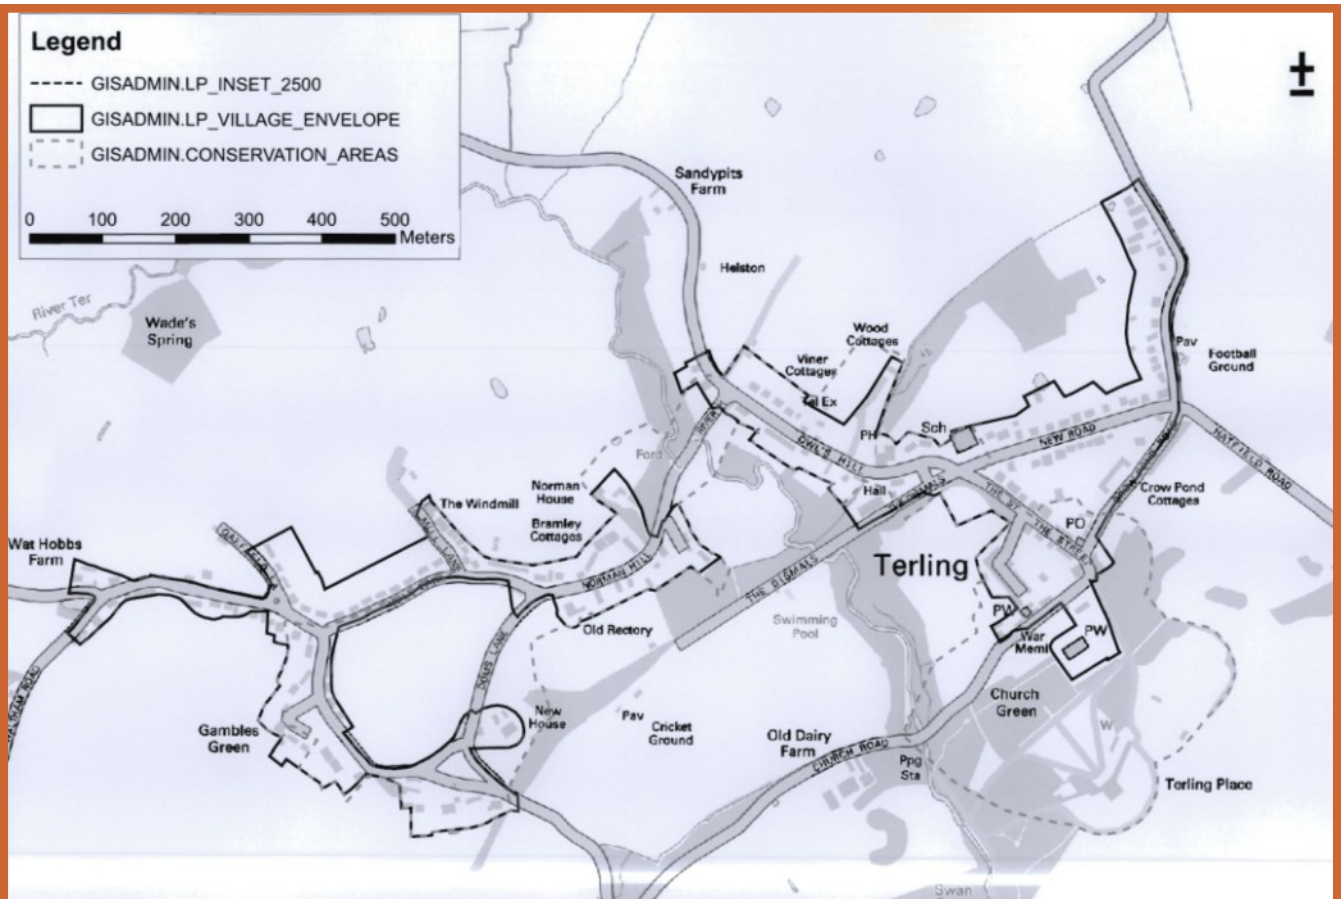 Legend
GISADMIN.LP_INSET_2500
GISADMIN.LP_VILLAGE_ENVELOPE
GISADMIN.CONSERVATION_AREAS
0 100 200 300 400 500
Meters
Sandypits
Farm
Helston
River Ter
Wade's
Spring
Wood
Cottages
Viner
Cottages
Tel Ex
Pav
Football
Ground
PH
Sch
OWL'S HILL
NEW ROAD
HATFIELD ROAD
Ford
Hall
Norman
House
The Windmill
Bramley
Cottages
THE ST
THE STREET
Crow Pond
Cottages
PO
Wat Hobbs
Farm
NORMAN HILL
THE DISMALS
Terling
Swimming
Pool
PW
War
Meml
PW
Old Rectory
WALTHAM ROAD
Gambles
Green
New
House
Pav
Cricket
Ground
Old Dairy
Farm
CHURCH ROAD
Ppg
Sta
Church
Green
W
Terling Place
Swan